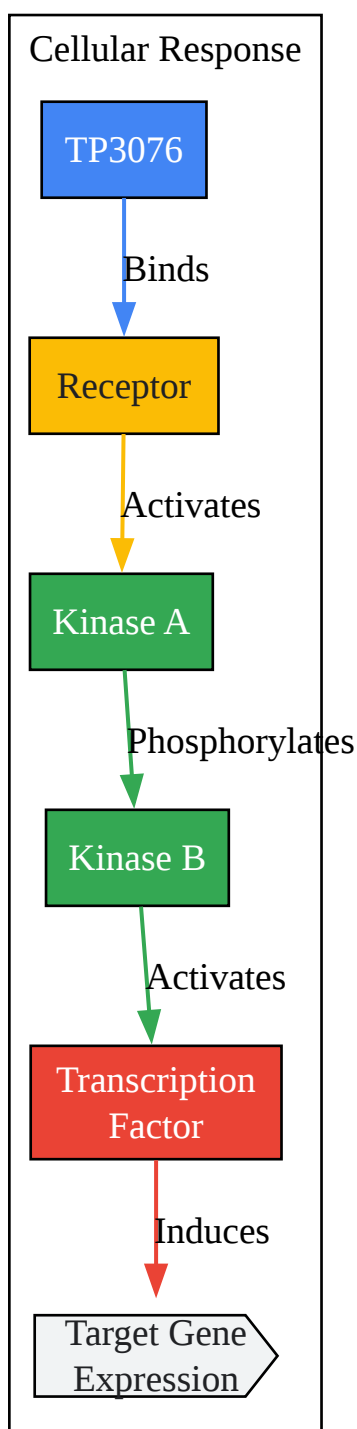 Cellular Response
TP3076
Binds
Receptor
Activates
Kinase A
Phosphorylates
Kinase B
Activates
Transcription
Factor
Induces
Target Gene
Expression